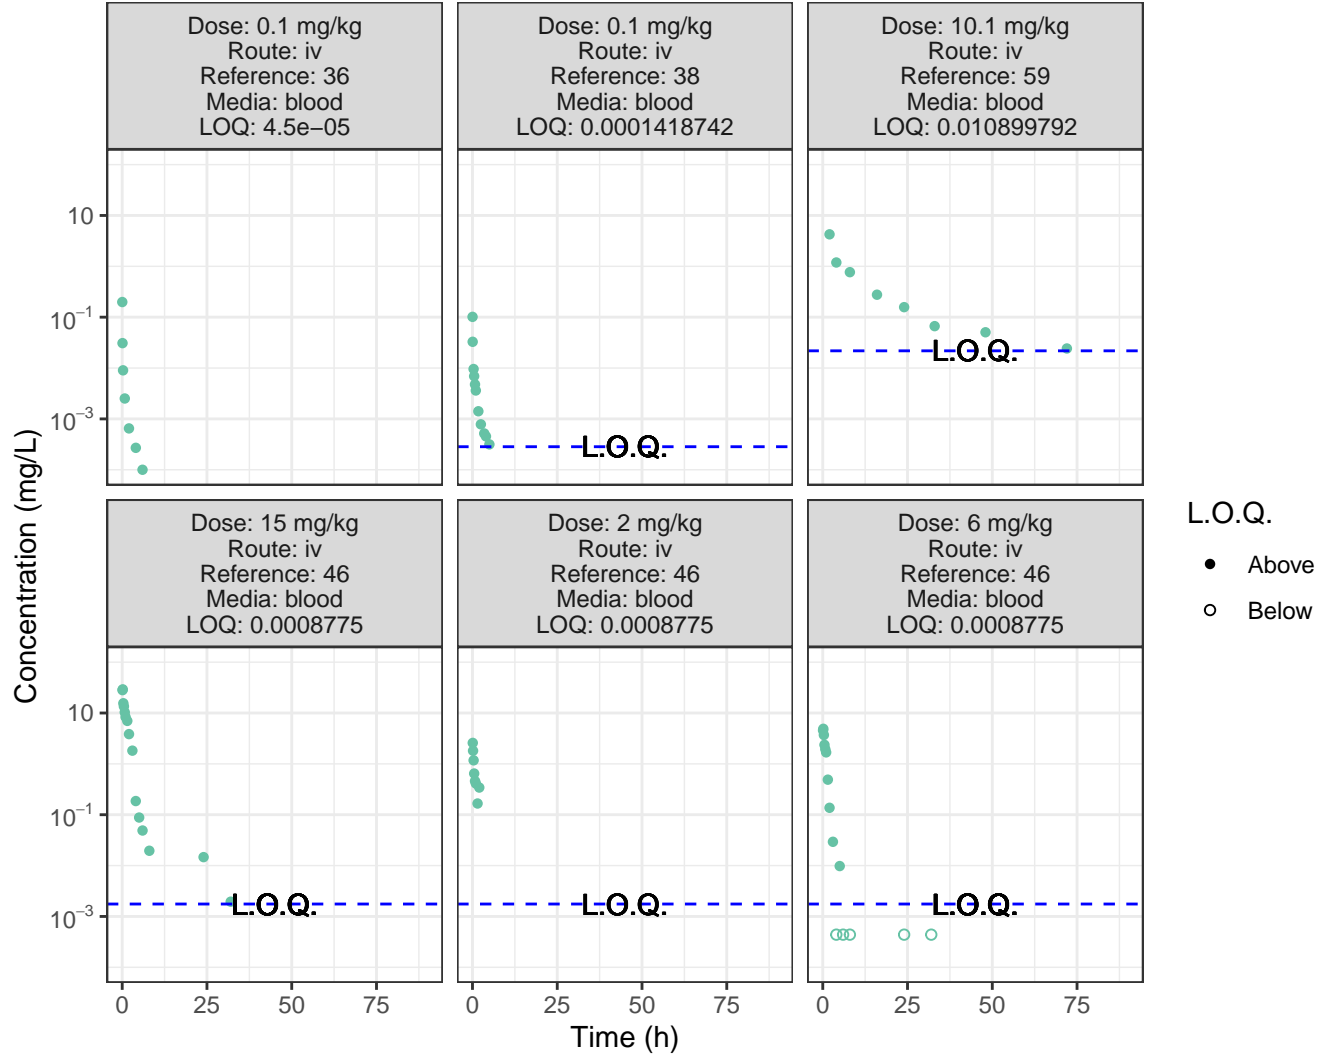 Dose: 0.1 mg/kg
Route: iv
Reference: 36
Media: blood
LOQ: 4.5e−05
Dose: 0.1 mg/kg
Route: iv
Reference: 38
Media: blood
LOQ: 0.0001418742
Dose: 10.1 mg/kg
Route: iv
Reference: 59
Media: blood
LOQ: 0.010899792
10
10⁻¹
10⁻³
L.O.Q.
L.O.Q.
Dose: 15 mg/kg
Route: iv
Reference: 46
Media: blood
LOQ: 0.0008775
Dose: 2 mg/kg
Route: iv
Reference: 46
Media: blood
LOQ: 0.0008775
Dose: 6 mg/kg
Route: iv
Reference: 46
Media: blood
LOQ: 0.0008775
10
10⁻¹
10⁻³
L.O.Q.
L.O.Q.
L.O.Q.
0 25 50 75
0 25 50 75
0 25 50 75
Time (h)
Concentration (mg/L)
L.O.Q.
Above
Below